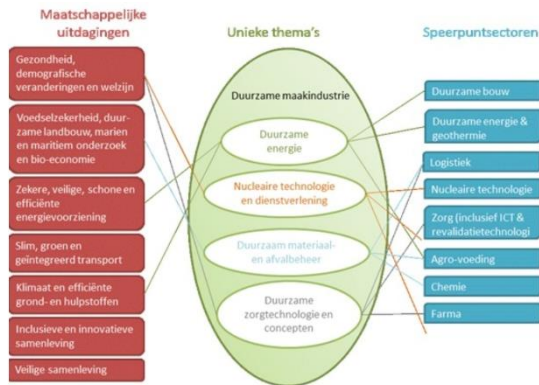 Maatschappelijke
uitdagingen
Unieke thema's
Speerpuntsectoren
Gezondheid,
demografische
veranderingen en welzijn
Voedselzekerheid, duur-
zame landbouw, marien
en maritiem onderzoek
en bio-economie
Zekere, veilige, schone en
efficiënte
energievoorziening
Slim, groen en
geïntegreerd transport
Klimaat en efficiënte
grond- en hulpstoffen
Inclusieve en innovatieve
samenleving
Veilige samenleving
Duurzame maakindustrie
Duurzame
energie
Nucleaire technologie
en dienstverlening
Duurzaam materiaal-
en afvalbeheer
Duurzame
zorgtechnologie en
concepten
Duurzame bouw
Duurzame energie &
geothermie
Logistiek
Nucleaire technologie
Zorg (inclusief ICT &
revalidatietechnologi
Agro-voeding
Chemie
Farma